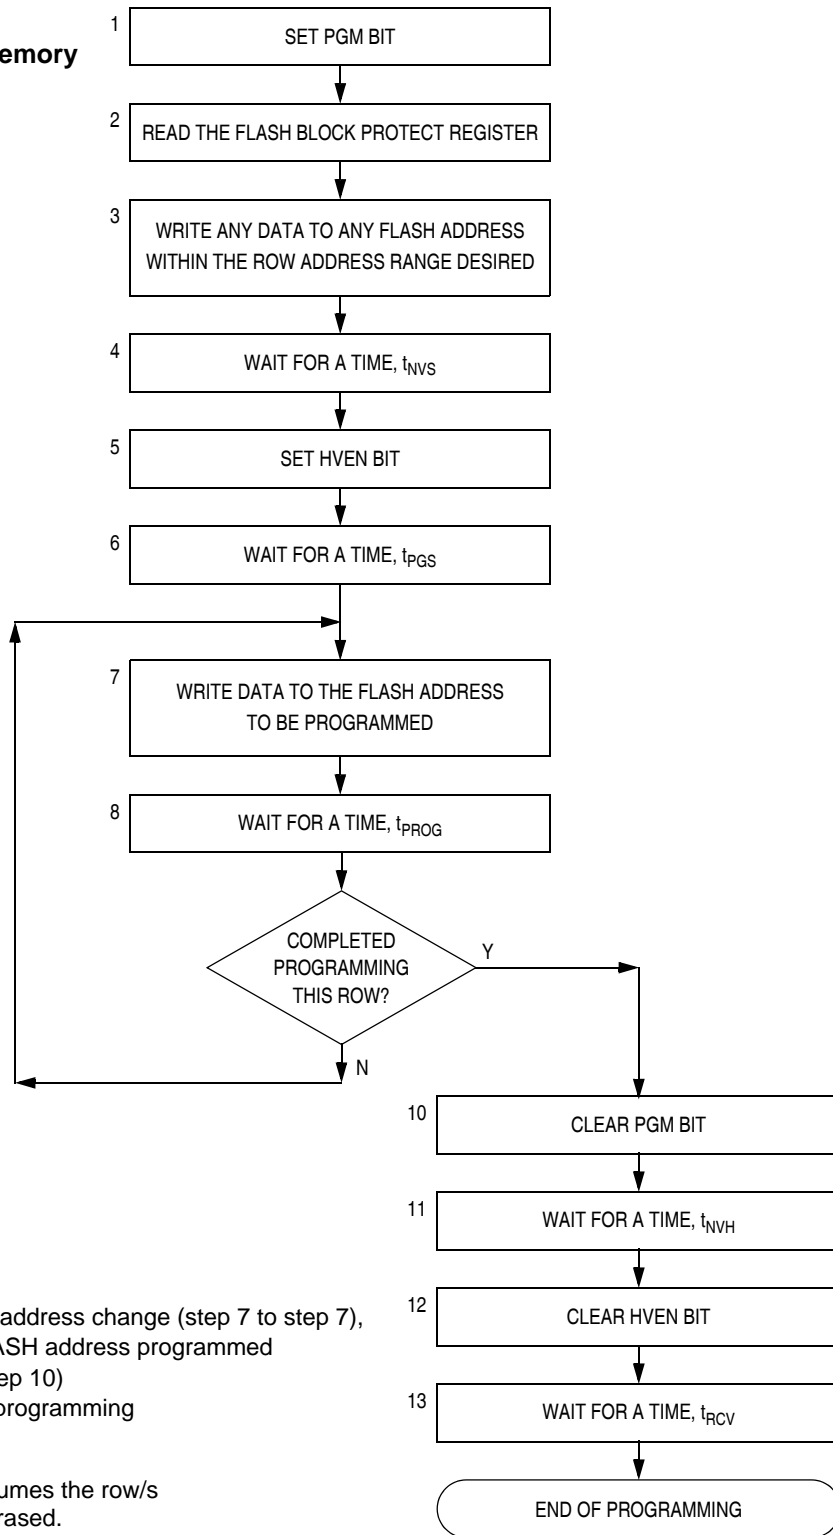 1
SET PGM BIT
emory
2
READ THE FLASH BLOCK PROTECT REGISTER
3
WRITE ANY DATA TO ANY FLASH ADDRESS
WITHIN THE ROW ADDRESS RANGE DESIRED
4
WAIT FOR A TIME, tNVS
5
SET HVEN BIT
6
WAIT FOR A TIME, tPGS
7
WRITE DATA TO THE FLASH ADDRESS
TO BE PROGRAMMED
8
WAIT FOR A TIME, tPROG
COMPLETED
PROGRAMMING
THIS ROW?
Y
N
10
CLEAR PGM BIT
11
WAIT FOR A TIME, tNVH
12
CLEAR HVEN BIT
13
WAIT FOR A TIME, tRCV
END OF PROGRAMMING
address change (step 7 to step 7),
ASH address programmed
ep 10)
programming
umes the row/s
rased.